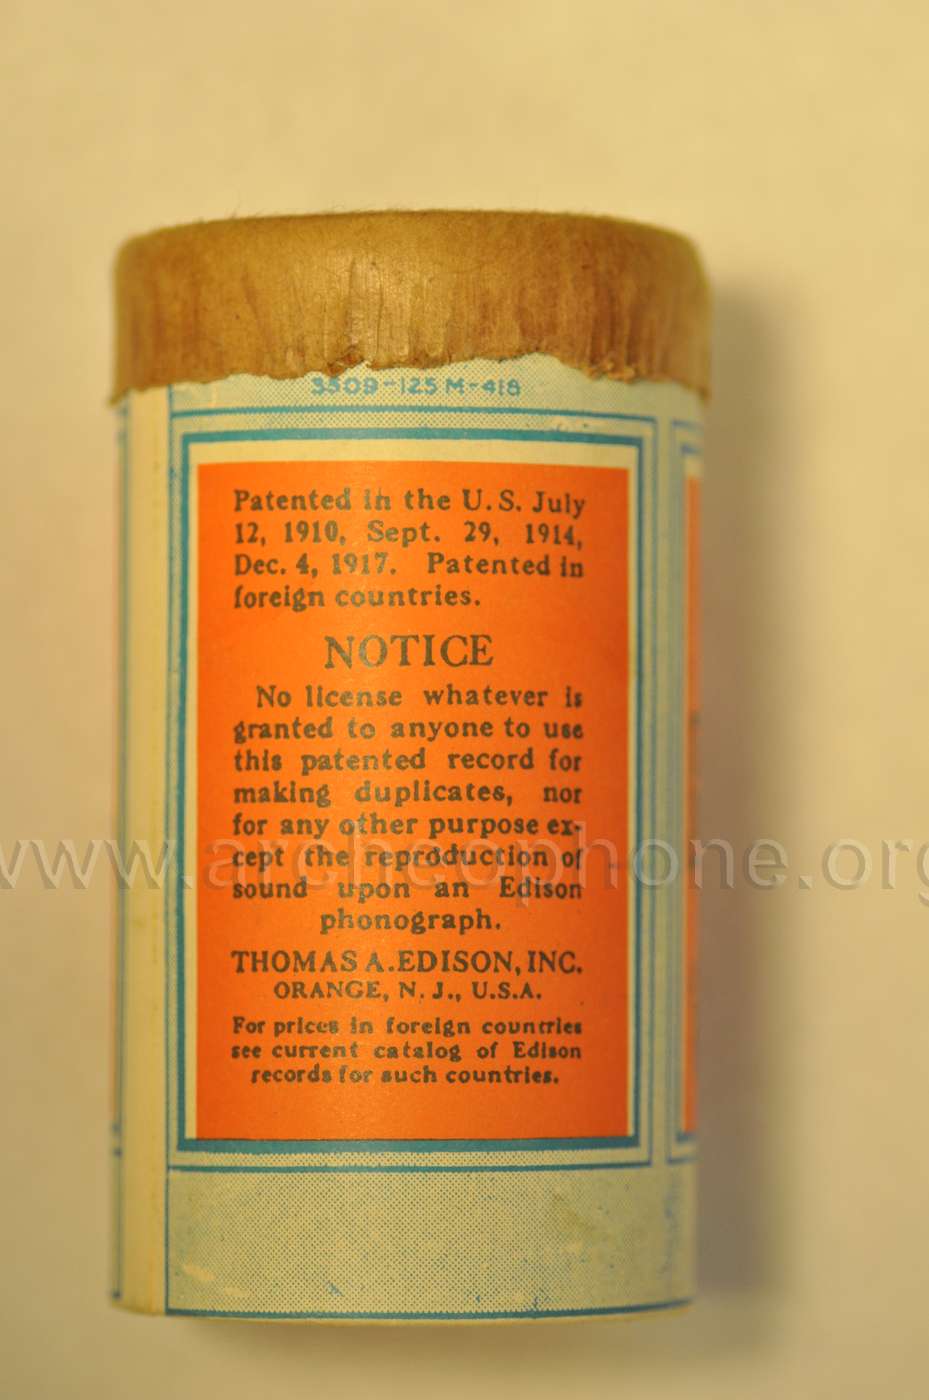 3509-125 M-418
Patented in the U. S. July
12, 1910, Sept. 29, 1914,
Dec. 4, 1917. Patented in
foreign countries.
NOTICE
No license whatever is
granted to anyone to use
this patented record for
making duplicates, nor
for any other purpose ex-
cept the reproduction of
sound upon an Edison
phonograph.
THOMAS A. EDISON, INC.
ORANGE, N. J., U.S.A.
For prices in foreign countries
see current catalog of Edison
records for such countries.
www.archeophone.org